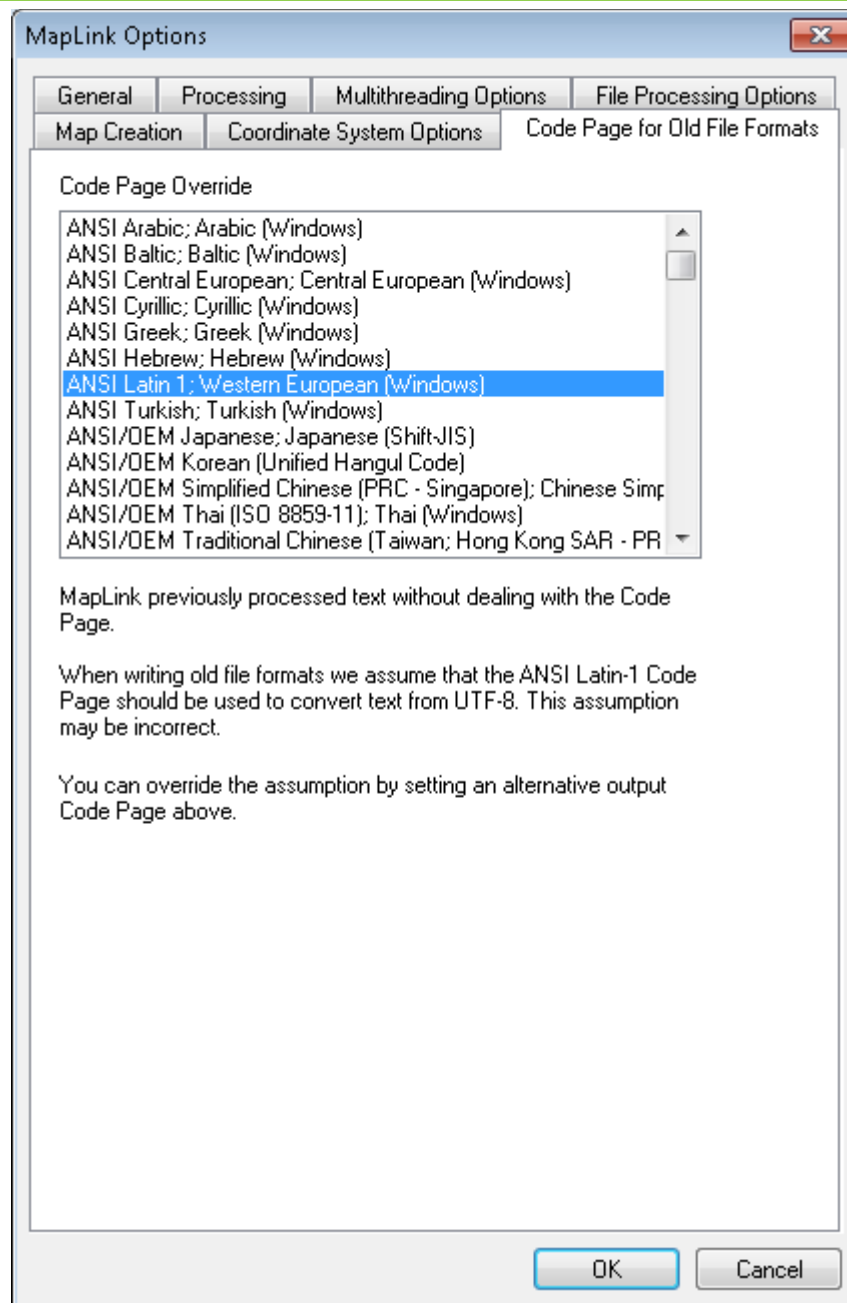 MapLink Options
General Processing Multithreading Options File Processing Options
Map Creation Coordinate System Options Code Page for Old File Formats
Code Page Override
ANSI Arabic; Arabic (Windows)
ANSI Baltic; Baltic (Windows)
ANSI Central European; Central European (Windows)
ANSI Cyrillic; Cyrillic (Windows)
ANSI Greek; Greek (Windows)
ANSI Hebrew; Hebrew (Windows)
ANSI Latin 1; Western European (Windows)
ANSI Turkish; Turkish (Windows)
ANSI/OEM Japanese; Japanese (Shift-JIS)
ANSI/OEM Korean (Unified Hangul Code)
ANSI/OEM Simplified Chinese (PRC - Singapore); Chinese Simp
ANSI/OEM Thai (ISO 8859-11); Thai (Windows)
ANSI/OEM Traditional Chinese (Taiwan; Hong Kong SAR - PR
MapLink previously processed text without dealing with the Code
Page.
When writing old file formats we assume that the ANSI Latin-1 Code
Page should be used to convert text from UTF-8. This assumption
may be incorrect.
You can override the assumption by setting an alternative output
Code Page above.
OK Cancel